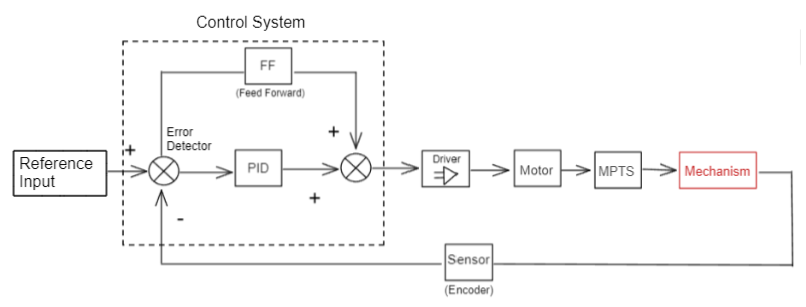 Control System
FF
(Feed Forward)
+
+
Error
Detector
Reference
Input
PID
+
-
Driver
Motor
MPTS
Mechanism
Sensor
(Encoder)